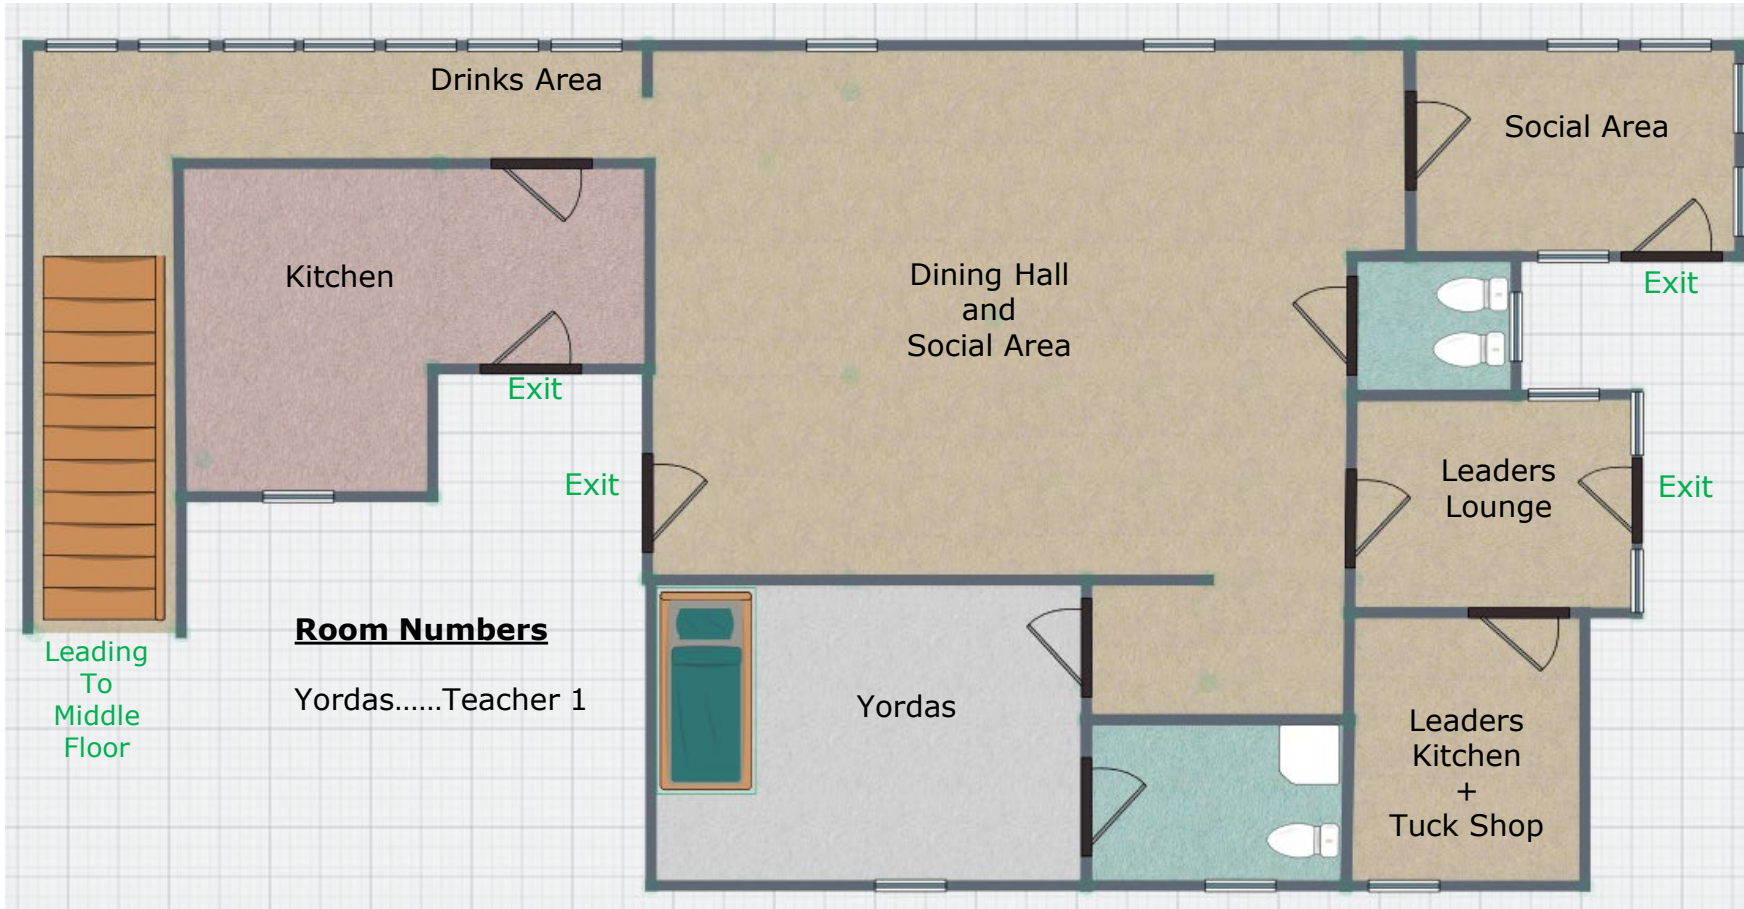 Drinks Area
Social Area
Kitchen
Dining Hall
and
Social Area
Exit
Exit
Exit
Leaders
Lounge
Exit
Room Numbers
Yordas......Teacher 1
Leading
To
Middle
Floor
Yordas
Leaders
Kitchen
+
Tuck Shop